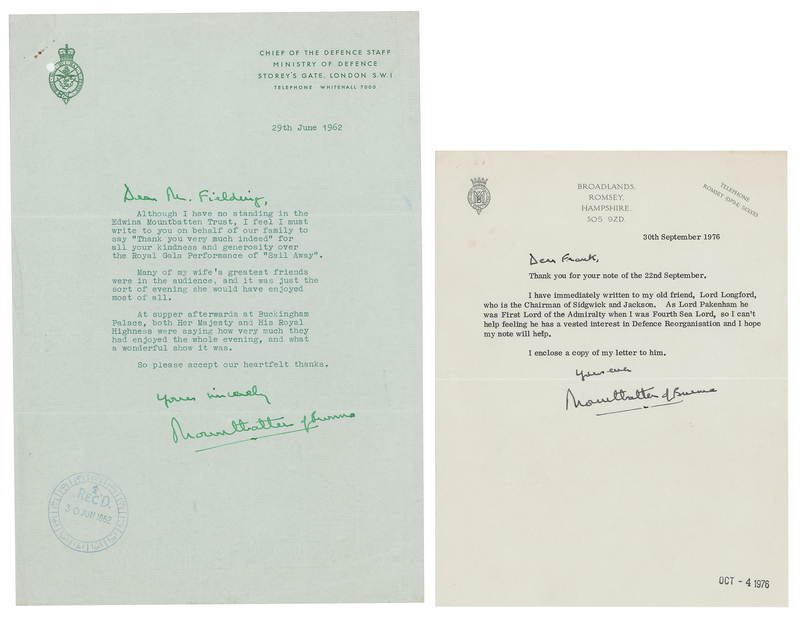 CHIEF OF THE DEFENCE STAFF
MINISTRY OF DEFENCE
STOREY'S GATE, LONDON S.W.1
TELEPHONE WHITEHALL 7000
29th June 1962
Dear Mr. Fielding,
Although I have no standing in the
Edwina Mountbatten Trust, I feel I must
write to you on behalf of our family to
say "Thank you very much indeed" for
all your kindness and generosity over
the Royal Gala Performance of "Sail Away".
Many of my wife's greatest friends
were in the audience, and it was just the
sort of evening she would have enjoyed
most of all.
At supper afterwards at Buckingham
Palace, both Her Majesty and His Royal
Highness were saying how very much they
had enjoyed the whole evening, and what
a wonderful show it was.
So please accept our heartfelt thanks.
Yours sincerely
Mountbatten of Burma
REC'D.
30 JUN 1962
BROADLANDS,
ROMSEY,
HAMPSHIRE.
SO5 9ZD.
TELEPHONE
ROMSEY
30th September 1976
Dear Frank,
Thank you for your note of the 22nd September.
I have immediately written to my old friend, Lord Longford,
who is the Chairman of Sidgwick and Jackson. As Lord Pakenham he
was First Lord of the Admiralty when I was Fourth Sea Lord, so I can't
help feeling he has a vested interest in Defence Reorganisation and I hope
my note will help.
I enclose a copy of my letter to him.
Yours ever
Mountbatten of Burma
OCT - 4 1976